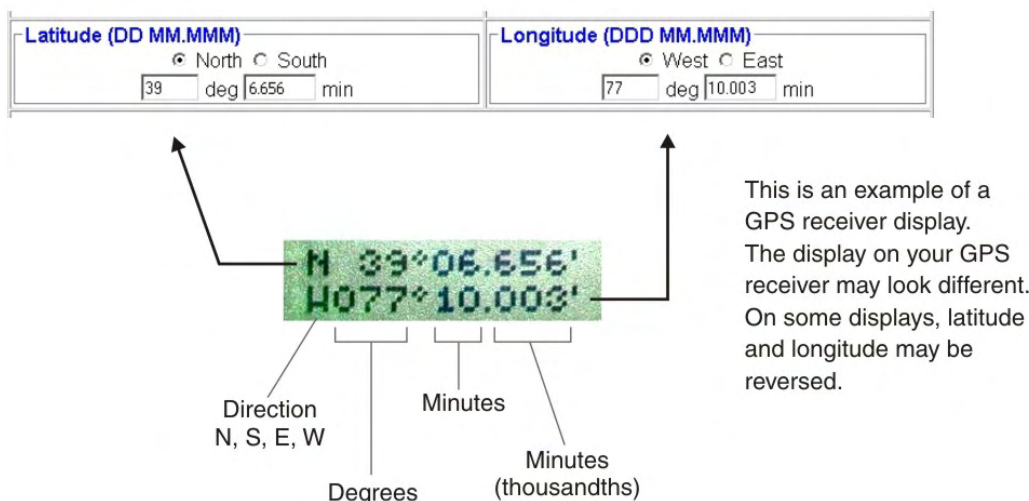 Latitude (DD MM.MMM)
North South
39 deg 6.656 min
Longitude (DDD MM.MMM)
West East
77 deg 10.003 min
This is an example of a
GPS receiver display.
The display on your GPS
receiver may look different.
On some displays, latitude
and longitude may be
reversed.
N 39°06.656'
W077°10.003'
Direction
N, S, E, W
Degrees
Minutes
Minutes
(thousandths)